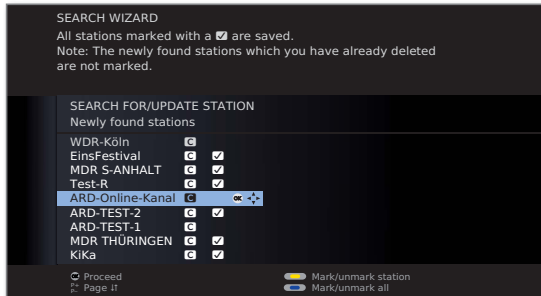 SEARCH WIZARD
All stations marked with a ☑ are saved.
Note: The newly found stations which you have already deleted
are not marked.
SEARCH FOR/UPDATE STATION
Newly found stations
WDR-Köln C
EinsFestival C ✓
MDR S-ANHALT C ✓
Test-R C ✓
ARD-Online-Kanal C OK
ARD-TEST-2 C ✓
ARD-TEST-1 C
MDR THÜRINGEN C ✓
KiKa C ✓
OK Proceed Mark/unmark station
P+ P- Page ↓↑ Mark/unmark all